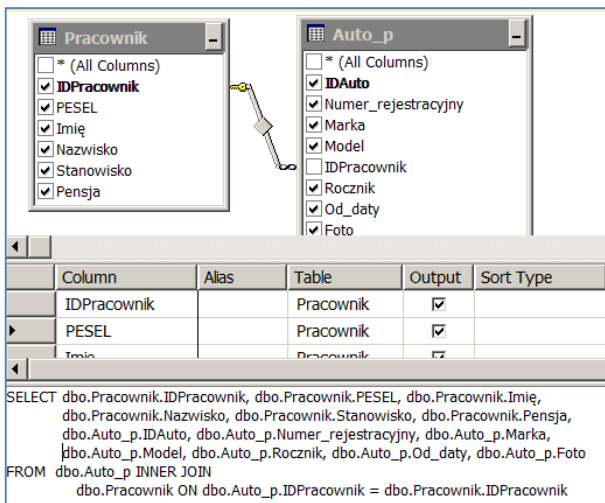 Pracownik
* (All Columns)
IDPracownik
PESEL
Imię
Nazwisko
Stanowisko
Pensja
Auto_p
* (All Columns)
IDAuto
Numer_rejestracyjny
Marka
Model
IDPracownik
Rocznik
Od_daty
Foto
Column Alias Table Output Sort Type
IDPracownik Pracownik
PESEL Pracownik
Imię Pracownik
SELECT dbo.Pracownik.IDPracownik, dbo.Pracownik.PESEL, dbo.Pracownik.Imię,
dbo.Pracownik.Nazwisko, dbo.Pracownik.Stanowisko, dbo.Pracownik.Pensja,
dbo.Auto_p.IDAuto, dbo.Auto_p.Numer_rejestracyjny, dbo.Auto_p.Marka,
dbo.Auto_p.Model, dbo.Auto_p.Rocznik, dbo.Auto_p.Od_daty, dbo.Auto_p.Foto
FROM dbo.Auto_p INNER JOIN
dbo.Pracownik ON dbo.Auto_p.IDPracownik = dbo.Pracownik.IDPracownik